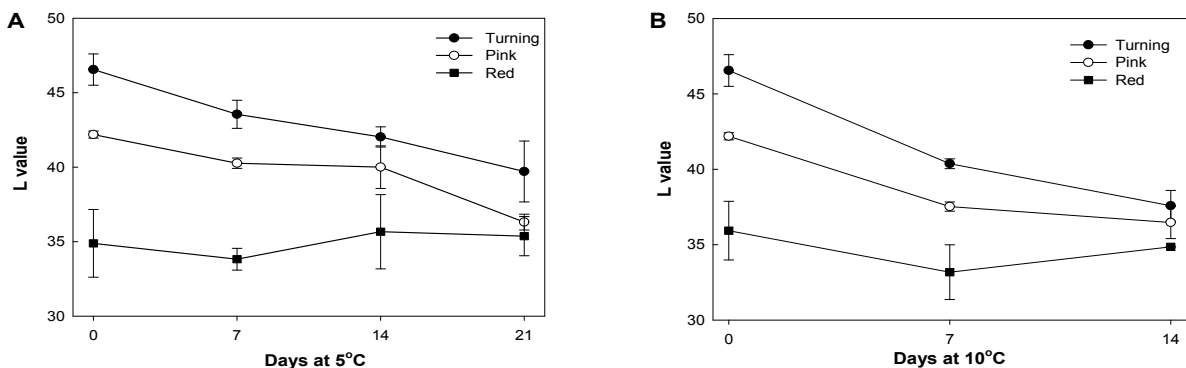 A
50
45
40
35
30
L value
0 7 14 21
Days at 5°C
Turning
Pink
Red
B
50
45
40
35
30
L value
0 7 14
Days at 10°C
Turning
Pink
Red